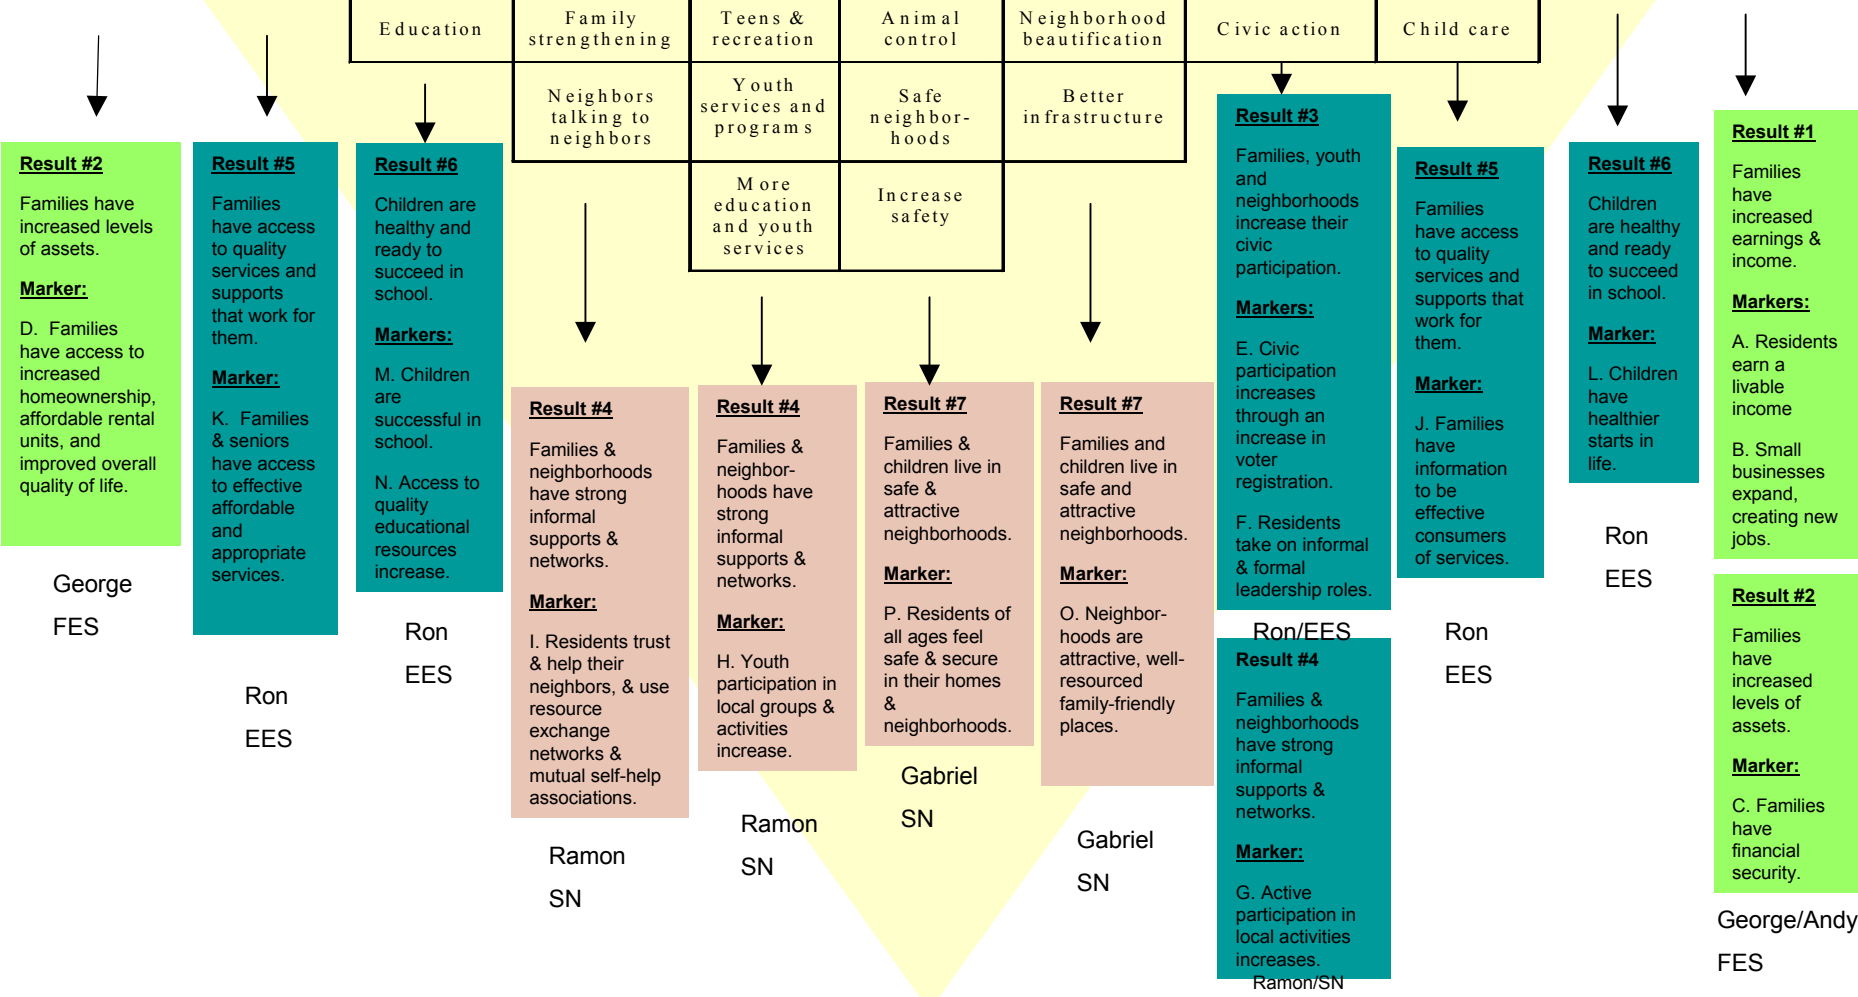 Education
Family
strengthening
Teens &
recreation
Animal
control
Neighborhood
beautification
Civic action
Child care
Neighbors
talking to
neighbors
Youth
services and
programs
Safe
neighbor-
hoods
Better
infrastructure
More
education
and youth
services
Increase
safety
Result #2
Families have
increased levels
of assets.
Marker:
D. Families
have access to
increased
homeownership,
affordable rental
units, and
improved overall
quality of life.
George
FES
Result #5
Families
have access
to quality
services and
supports
that work for
them.
Marker:
K. Families
& seniors
have access
to effective
affordable
and
appropriate
services.
Ron
EES
Result #6
Children are
healthy and
ready to
succeed in
school.
Markers:
M. Children
are
successful in
school.
N. Access to
quality
educational
resources
increase.
Ron
EES
Result #4
Families &
neighborhoods
have strong
informal
supports &
networks.
Marker:
I. Residents trust
& help their
neighbors, & use
resource
exchange
networks &
mutual self-help
associations.
Ramon
SN
Result #4
Families &
neighbor-
hoods have
strong
informal
supports &
networks.
Marker:
H. Youth
participation in
local groups &
activities
increase.
Ramon
SN
Result #7
Families &
children live in
safe &
attractive
neighborhoods.
Marker:
P. Residents of
all ages feel
safe & secure
in their homes
&
neighborhoods.
Gabriel
SN
Result #7
Families and
children live in
safe and
attractive
neighborhoods.
Marker:
O. Neighbor-
hoods are
attractive, well-
resourced
family-friendly
places.
Gabriel
SN
Result #3
Families, youth
and
neighborhoods
increase their
civic
participation.
Markers:
E. Civic
participation
increases
through an
increase in
voter
registration.
F. Residents
take on informal
& formal
leadership roles.
Ron/EES
Result #4
Families &
neighborhoods
have strong
informal
supports &
networks.
Marker:
G. Active
participation in
local activities
increases.
Ramon/SN
Result #5
Families
have access
to quality
services and
supports that
work for
them.
Marker:
J. Families
have
information
to be
effective
consumers
of services.
Ron
EES
Result #6
Children
are healthy
and ready
to succeed
in school.
Marker:
L. Children
have
healthier
starts in
life.
Ron
EES
Result #1
Families
have
increased
earnings &
income.
Markers:
A. Residents
earn a
livable
income
B. Small
businesses
expand,
creating new
jobs.
Result #2
Families
have
increased
levels of
assets.
Marker:
C. Families
have
financial
security.
George/Andy
FES